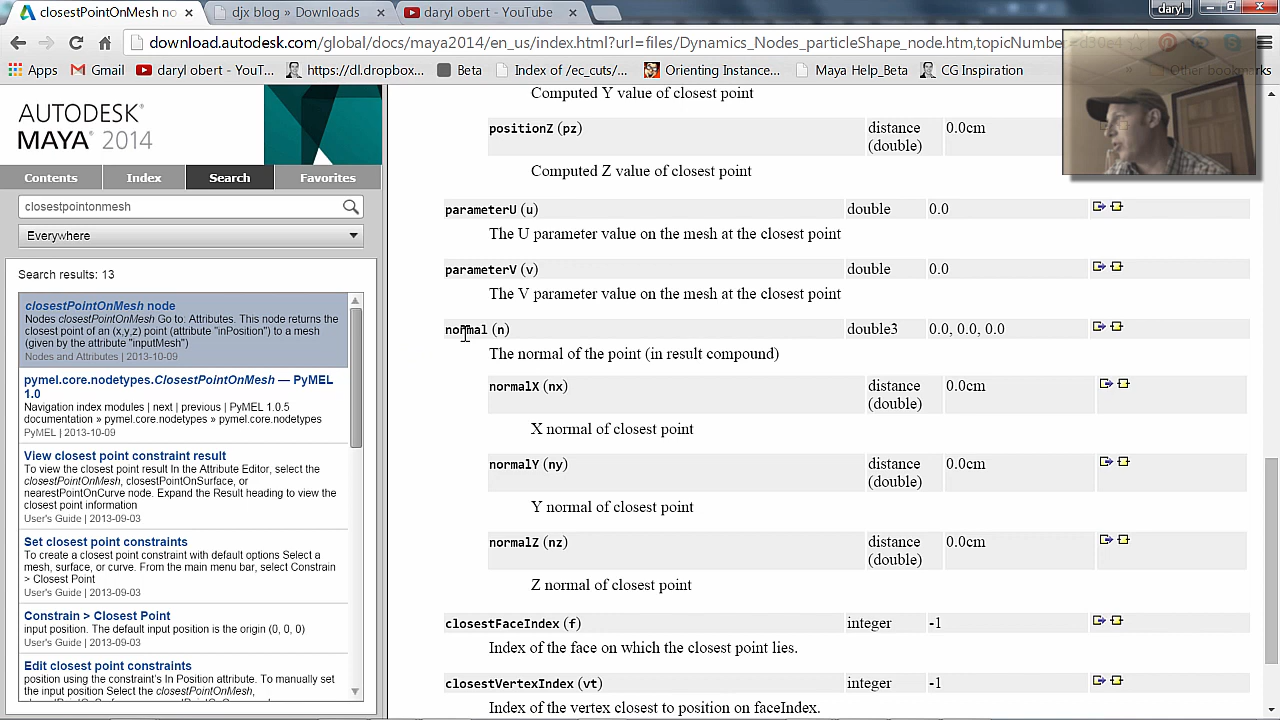 closestPointOnMesh no
djx blog » Downloads
daryl obert - YouTube
daryl
download.autodesk.com/global/docs/maya2014/en_us/index.html?url=files/Dynamics_Nodes_particleShape_node.htm,topicNumber=d30e4
Apps
Gmail
daryl obert - YouT...
https://dl.dropbox...
Beta
Index of /ec_cuts/...
Orienting Instance...
Maya Help_Beta
CG Inspiration
Other bookmarks
AUTODESK®
MAYA® 2014
Contents
Index
Search
Favorites
closestpointonmesh
Everywhere
Search results: 13
closestPointOnMesh node
Nodes closestPointOnMesh Go to. Attributes. This node returns the
closest point of an (x,y,z) point (attribute "inPosition") to a mesh
(given by the attribute "inputMesh")
Nodes and Attributes | 2013-10-09
pymel.core.nodetypes.ClosestPointOnMesh — PyMEL
1.0
Navigation index modules | next | previous | PyMEL 1.0.5
documentation » pymel.core.nodetypes » pymel.core.nodetypes
PyMEL | 2013-10-09
View closest point constraint result
To view the closest point result In the Attribute Editor, select the
closestPointOnMesh, closestPointOnSurface, or
nearestPointOnCurve node. Expand the Result heading to view the
closest point information
User's Guide | 2013-09-03
Set closest point constraints
To create a closest point constraint with default options Select a
mesh, surface, or curve. From the main menu bar, select Constrain
> Closest Point
User's Guide | 2013-09-03
Constrain > Closest Point
input position. The default input position is the origin (0, 0, 0)
User's Guide | 2013-09-03
Edit closest point constraints
position using the constraint's In Position attribute. To manually set
the input position Select the closestPointOnMesh,
Computed Y value of closest point
positionZ (pz)
distance
(double)
0.0cm
Computed Z value of closest point
parameterU (u)
double
0.0
The U parameter value on the mesh at the closest point
parameterV (v)
double
0.0
The V parameter value on the mesh at the closest point
normal (n)
double3
0.0, 0.0, 0.0
The normal of the point (in result compound)
normalX (nx)
distance
(double)
0.0cm
X normal of closest point
normalY (ny)
distance
(double)
0.0cm
Y normal of closest point
normalZ (nz)
distance
(double)
0.0cm
Z normal of closest point
closestFaceIndex (f)
integer
-1
Index of the face on which the closest point lies.
closestVertexIndex (vt)
integer
-1
Index of the vertex closest to position on faceIndex.